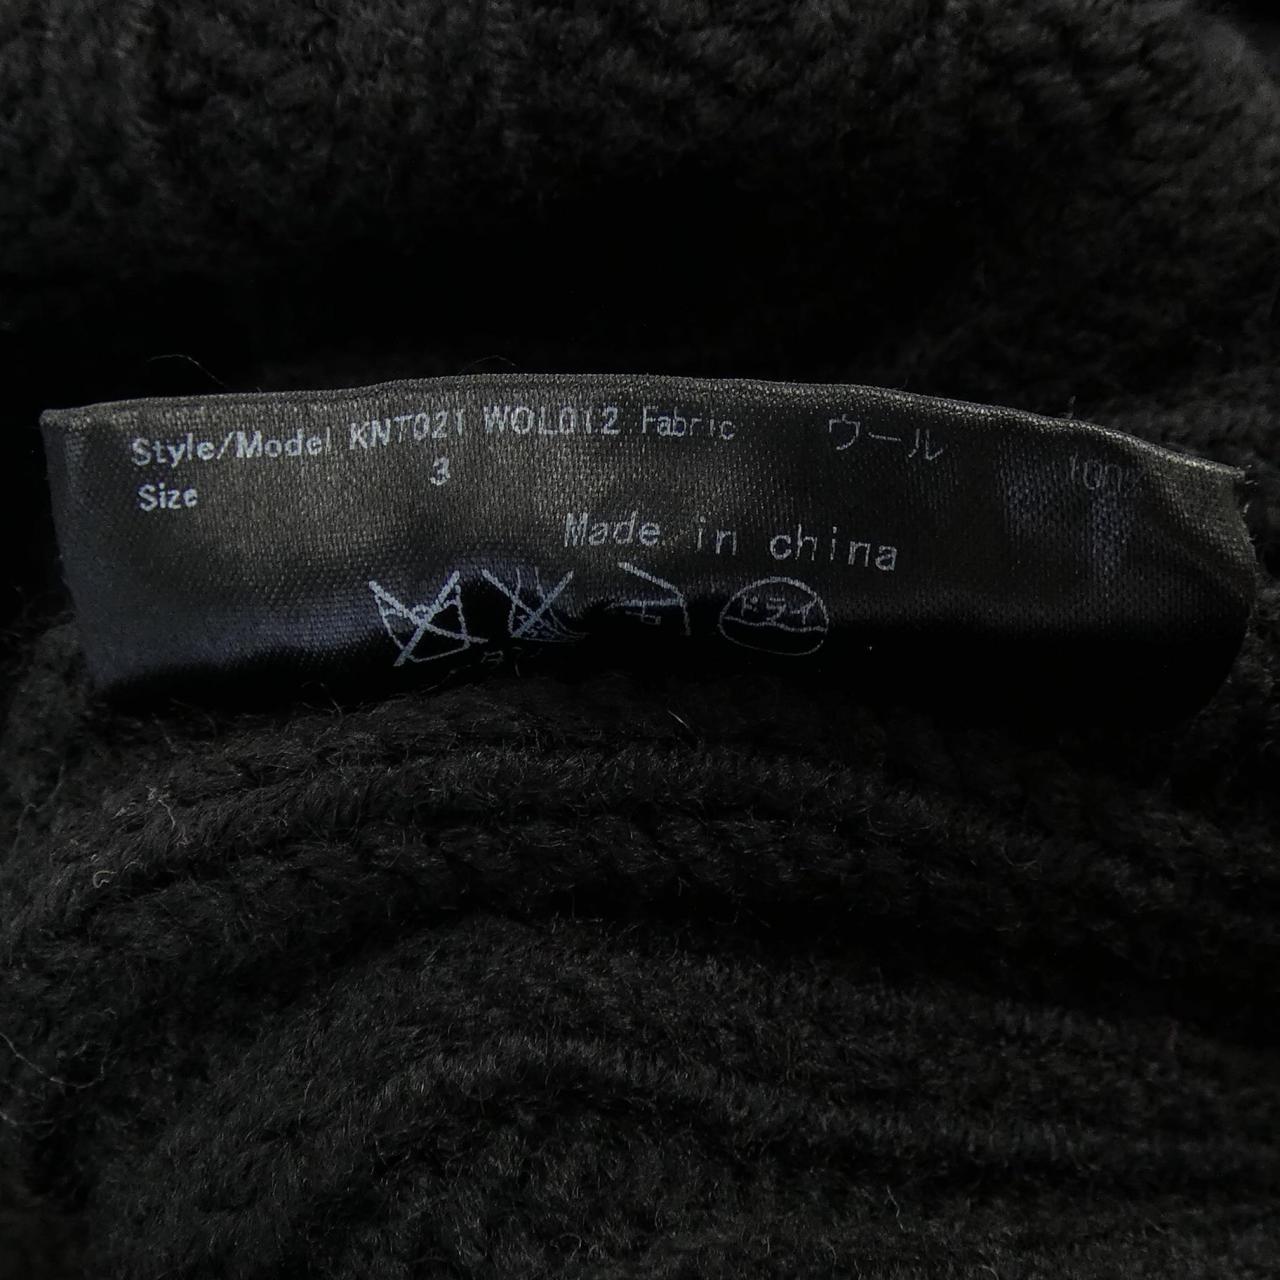 Style/Model KNT021 WOL012 Fabric ウール 100%
Size 3
Made in china
ドライ